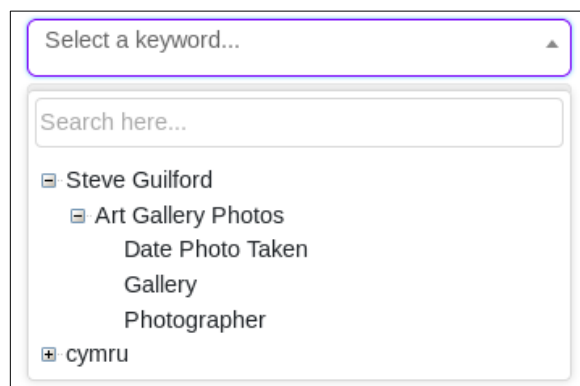 Select a keyword...
Search here...
Steve Guilford
Art Gallery Photos
Date Photo Taken
Gallery
Photographer
cymru